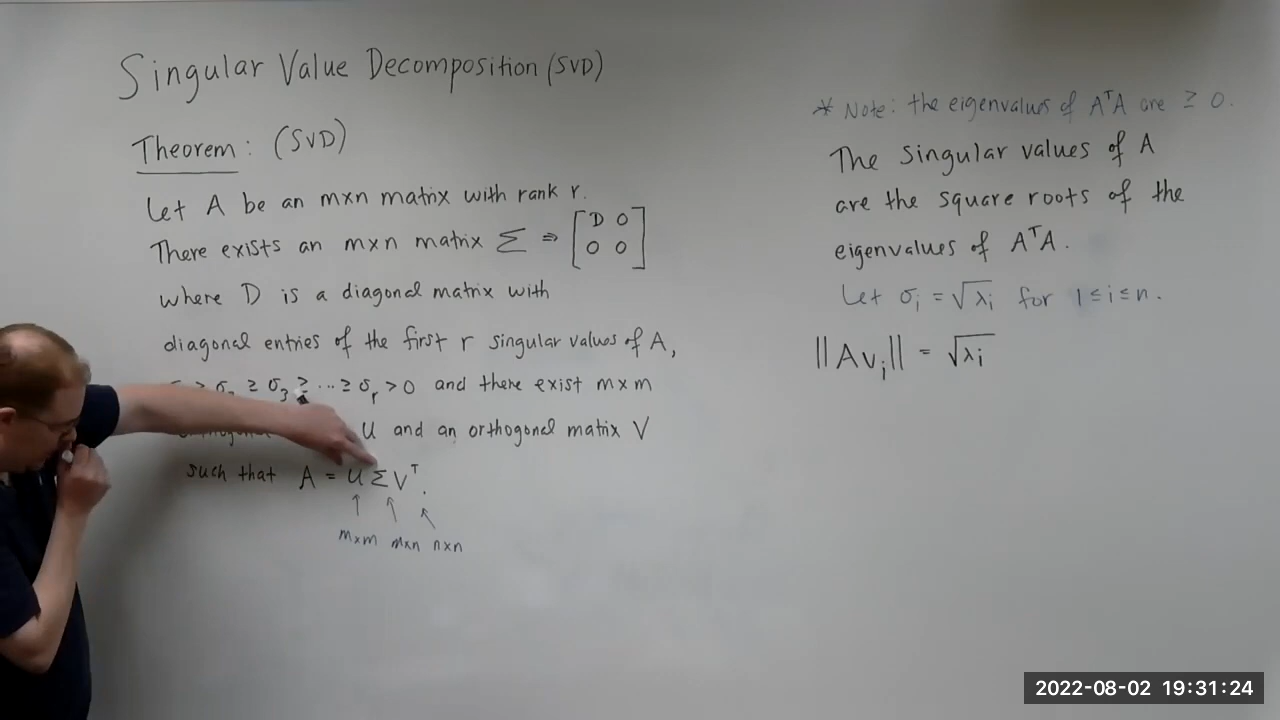 Singular Value Decomposition (SVD)
Theorem: (SVD)
Let A be an m×n matrix with rank r.
There exists an m×n matrix Σ ⇒ [D 0
0 0]
where D is a diagonal matrix with
diagonal entries of the first r singular values of A,
≥ σ₂ ≥ σ₃ ≥ ... ≥ σᵣ > 0 and there exist m×m
U and an orthogonal matrix V
such that A = U Σ Vᵀ.
↑ ↑ ↑
m×m m×n n×n
* Note: the eigenvalues of AᵀA are ≥ 0.
The singular values of A
are the square roots of the
eigenvalues of AᵀA.
Let σᵢ = √λᵢ for 1 ≤ i ≤ n.
||Avᵢ|| = √λᵢ
2022-08-02 19:31:24